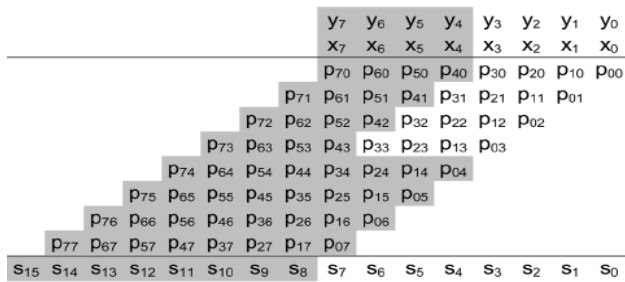 y₇ y₆ y₅ y₄ y₃ y₂ y₁ y₀
x₇ x₆ x₅ x₄ x₃ x₂ x₁ x₀
p₇₀ p₆₀ p₅₀ p₄₀ p₃₀ p₂₀ p₁₀ p₀₀
p₇₁ p₆₁ p₅₁ p₄₁ p₃₁ p₂₁ p₁₁ p₀₁
p₇₂ p₆₂ p₅₂ p₄₂ p₃₂ p₂₂ p₁₂ p₀₂
p₇₃ p₆₃ p₅₃ p₄₃ p₃₃ p₂₃ p₁₃ p₀₃
p₇₄ p₆₄ p₅₄ p₄₄ p₃₄ p₂₄ p₁₄ p₀₄
p₇₅ p₆₅ p₅₅ p₄₅ p₃₅ p₂₅ p₁₅ p₀₅
p₇₆ p₆₆ p₅₆ p₄₆ p₃₆ p₂₆ p₁₆ p₀₆
p₇₇ p₆₇ p₅₇ p₄₇ p₃₇ p₂₇ p₁₇ p₀₇
s₁₅ s₁₄ s₁₃ s₁₂ s₁₁ s₁₀ s₉ s₈ s₇ s₆ s₅ s₄ s₃ s₂ s₁ s₀